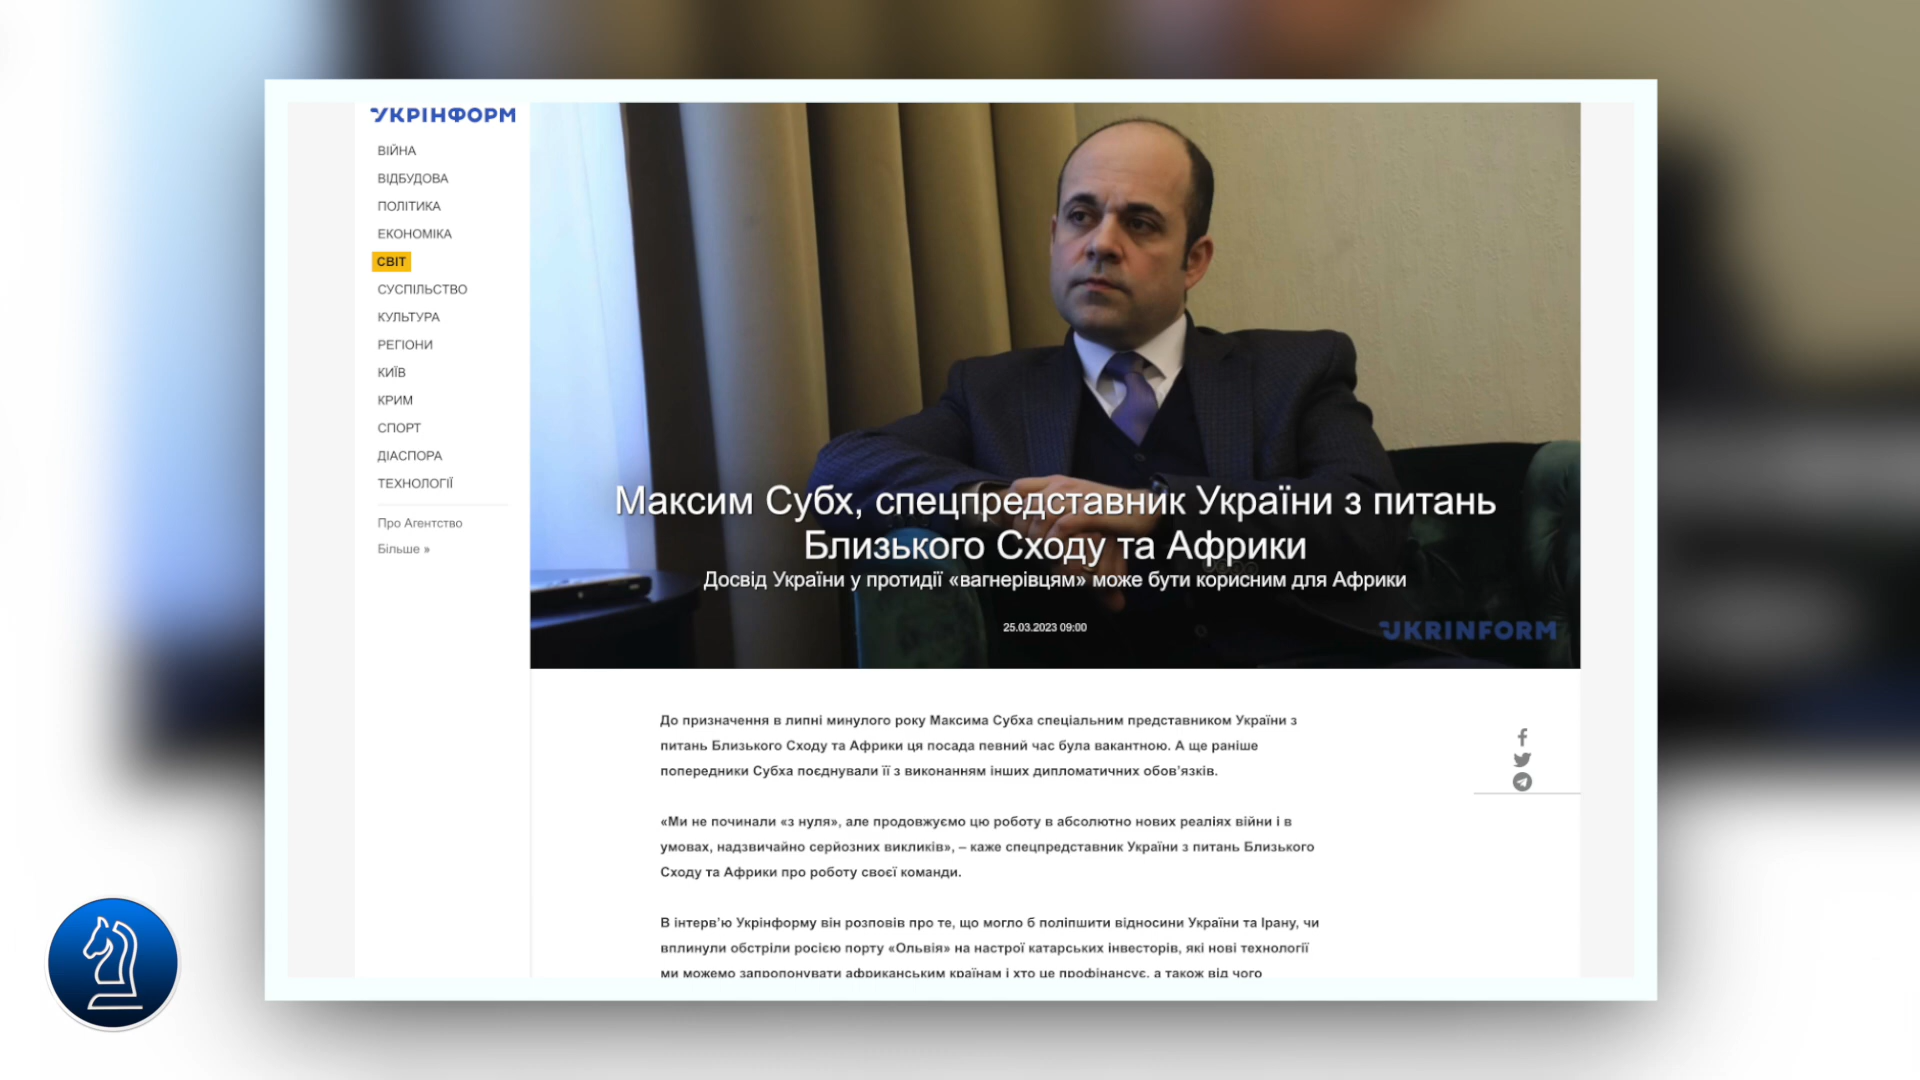 УКРІНФОРМ
ВІЙНА
ВІДБУДОВА
ПОЛІТИКА
ЕКОНОМІКА
СВІТ
СУСПІЛЬСТВО
КУЛЬТУРА
РЕГІОНИ
КИЇВ
КРИМ
СПОРТ
ДІАСПОРА
ТЕХНОЛОГІЇ
Про Агентство
Більше »
Максим Субх, спецпредставник України з питань
Близького Сходу та Африки
Досвід України у протидії «вагнерівцям» може бути корисним для Африки
25.03.2023 09:00
UKRINFORM
До призначення в липні минулого року Максима Субха спеціальним представником України з
питань Близького Сходу та Африки ця посада певний час була вакантною. А ще раніше
попередники Субха поєднували її з виконанням інших дипломатичних обов’язків.
«Ми не починали «з нуля», але продовжуємо цю роботу в абсолютно нових реаліях війни і в
умовах, надзвичайно серйозних викликів», – каже спецпредставник України з питань Близького
Сходу та Африки про роботу своєї команди.
В інтерв’ю Укрінформу він розповів про те, що могло б поліпшити відносини України та Ірану, чи
вплинули обстріли росією порту «Ольвія» на настрої катарських інвесторів, які нові технології
ми можемо запропонувати африканським країнам і хто це профінансує, а також від чого